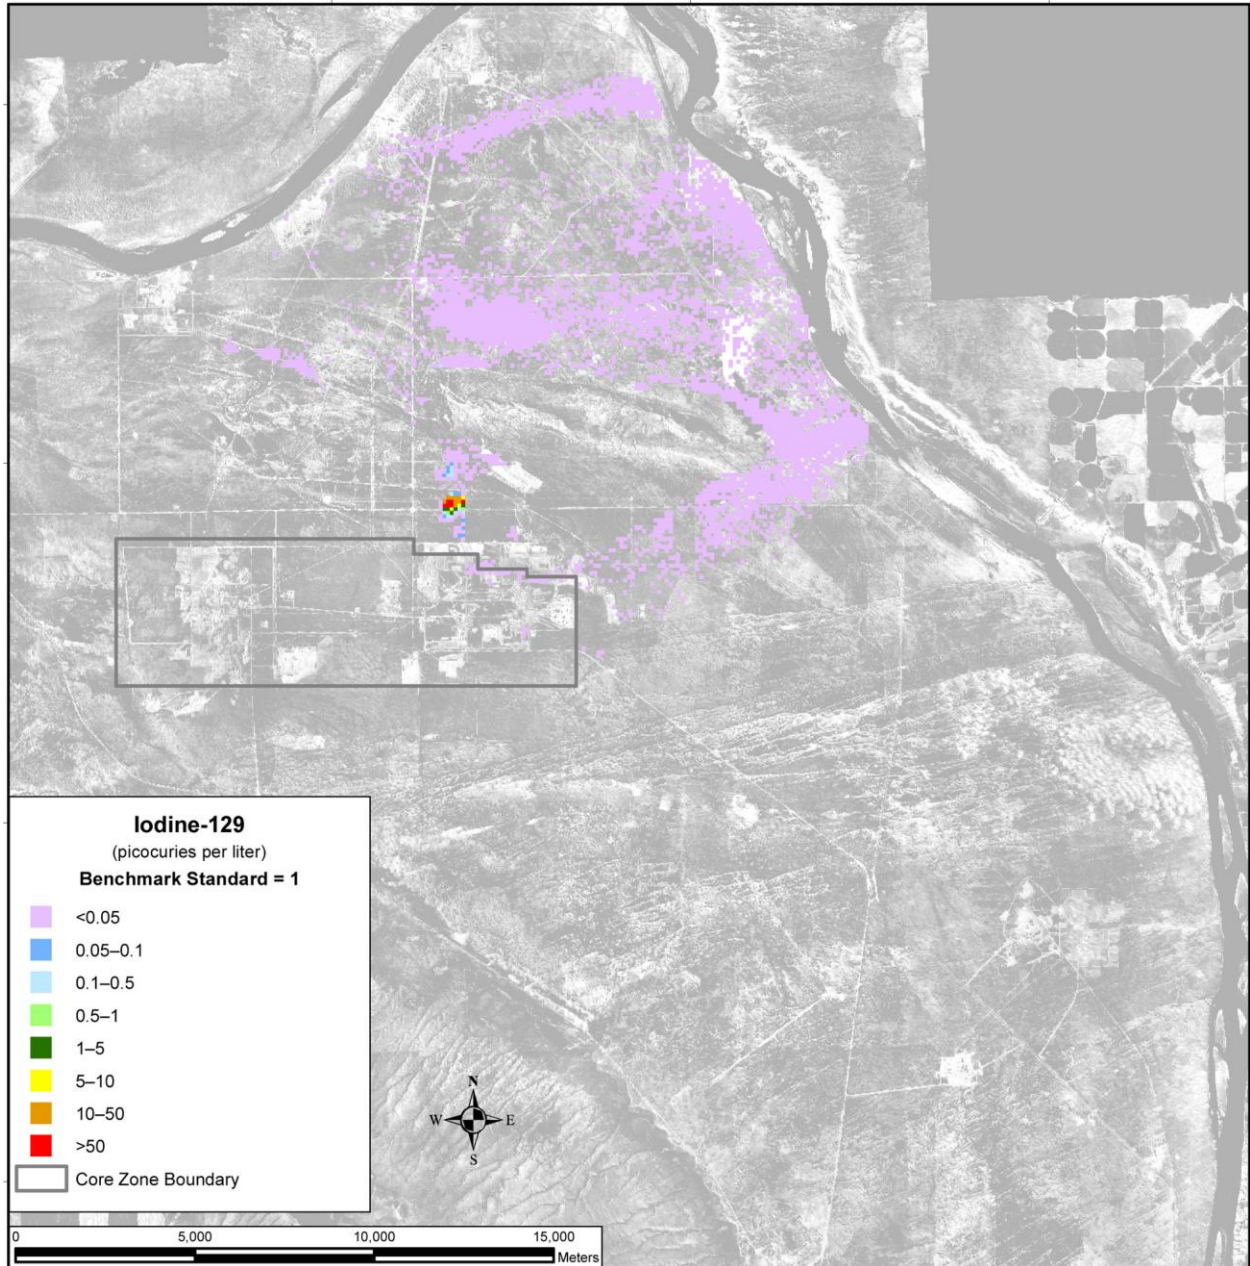 Iodine-129
(picocuries per liter)
Benchmark Standard = 1
<0.05
0.05–0.1
0.1–0.5
0.5–1
1–5
5–10
10–50
>50
Core Zone Boundary
N
W E
S
0 5,000 10,000 15,000
Meters